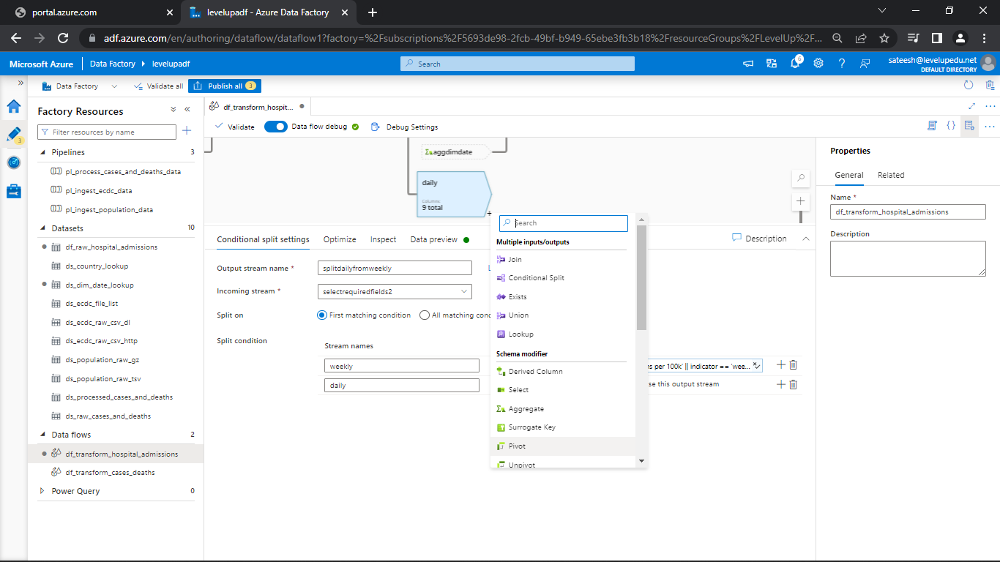 portal.azure.com
levelupadf - Azure Data Factory
adf.azure.com/en/authoring/dataflow/dataflow1?factory=%2Fsubscriptions%2F5693de98-2fcb-49bf-b949-65ebe3fb3b18%2FresourceGroups%2FLevelUp%2F...
Microsoft Azure
Data Factory
levelupadf
Search
6
sateesh@levelupedu.net
DEFAULT DIRECTORY
Data Factory
Validate all
Publish all 3
Factory Resources
Filter resources by name
Pipelines 3
pl_process_cases_and_deaths_data
pl_ingest_ecdc_data
pl_ingest_population_data
Datasets 10
df_raw_hospital_admissions
ds_country_lookup
ds_dim_date_lookup
ds_ecdc_file_list
ds_ecdc_raw_csv_dl
ds_ecdc_raw_csv_http
ds_population_raw_gz
ds_population_raw_tsv
ds_processed_cases_and_deaths
ds_raw_cases_and_deaths
Data flows 2
df_transform_hospital_admissions
df_transform_cases_deaths
Power Query 0
3
df_transform_hospit...
Validate
Data flow debug
Debug Settings
aggdimdate
daily
Columns:
9 total
Conditional split settings
Optimize
Inspect
Data preview
Description
Output stream name *
splitdailyfromweekly
Incoming stream *
selectrequiredfields2
Split on
First matching condition
All matching conc
Split condition
Stream names
weekly
s per 100k' || indicator == 'wee...
daily
se this output stream
Search
Multiple inputs/outputs
Join
Conditional Split
Exists
Union
Lookup
Schema modifier
Derived Column
Select
Aggregate
Surrogate Key
Pivot
Unpivot
Properties
General
Related
Name *
df_transform_hospital_admissions
Description